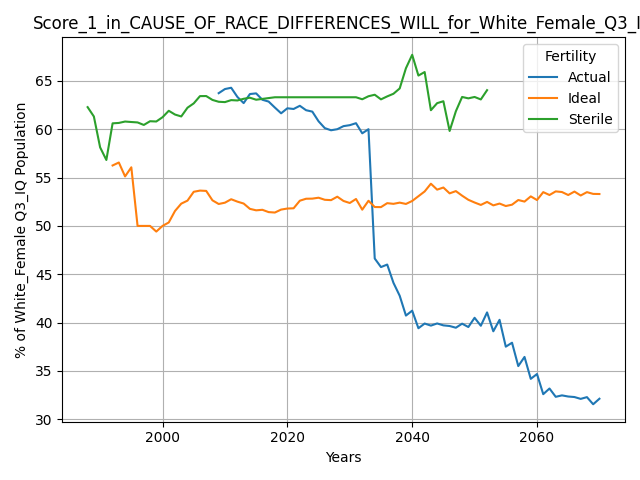 Score_1_in_CAUSE_OF_RACE_DIFFERENCES_WILL_for_White_Female_Q3_I
Fertility
Actual
Ideal
Sterile
% of White_Female Q3_IQ Population
65
60
55
50
45
40
35
30
2000 2020 2040 2060
Years